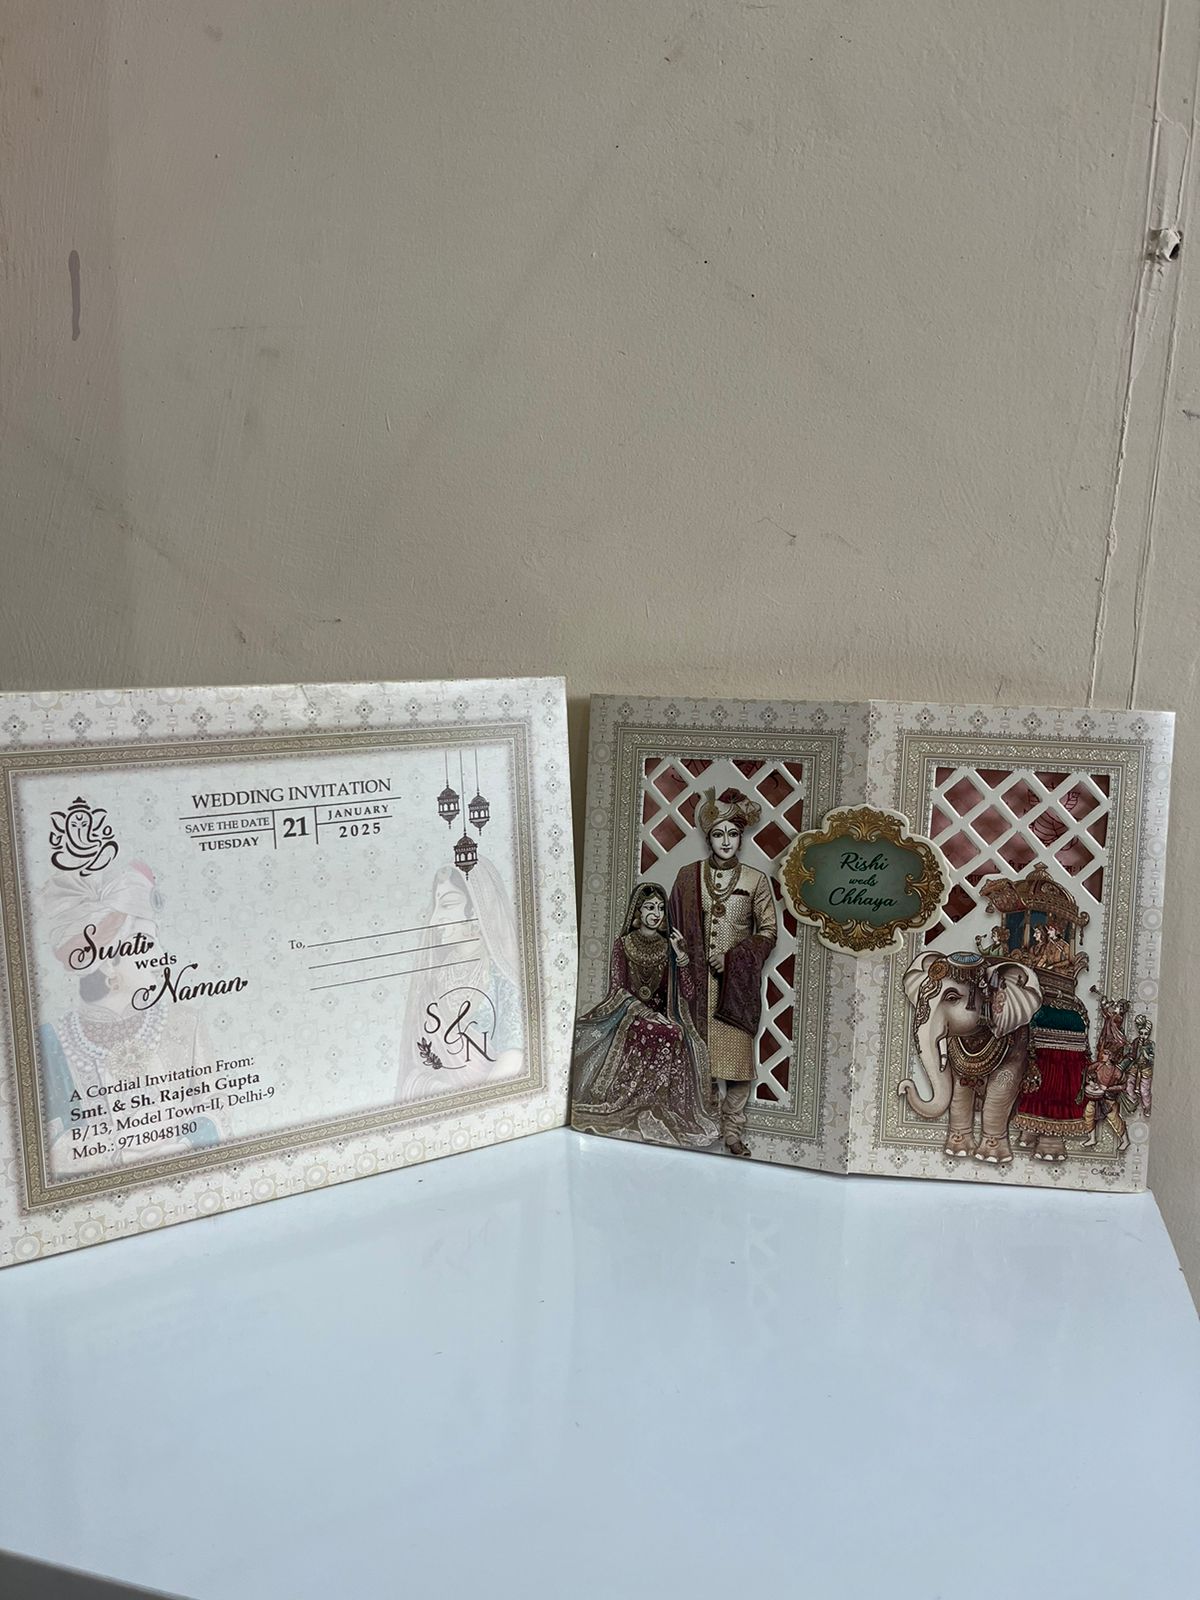 WEDDING INVITATION
SAVE THE DATE
TUESDAY
21
JANUARY
2025
Swati
weds
Naman
To,
S & N
A Cordial Invitation From:
Smt. & Sh. Rajesh Gupta
B/13, Model Town-II, Delhi-9
Mob.: 9718048180
Rishi
weds
Chhaya